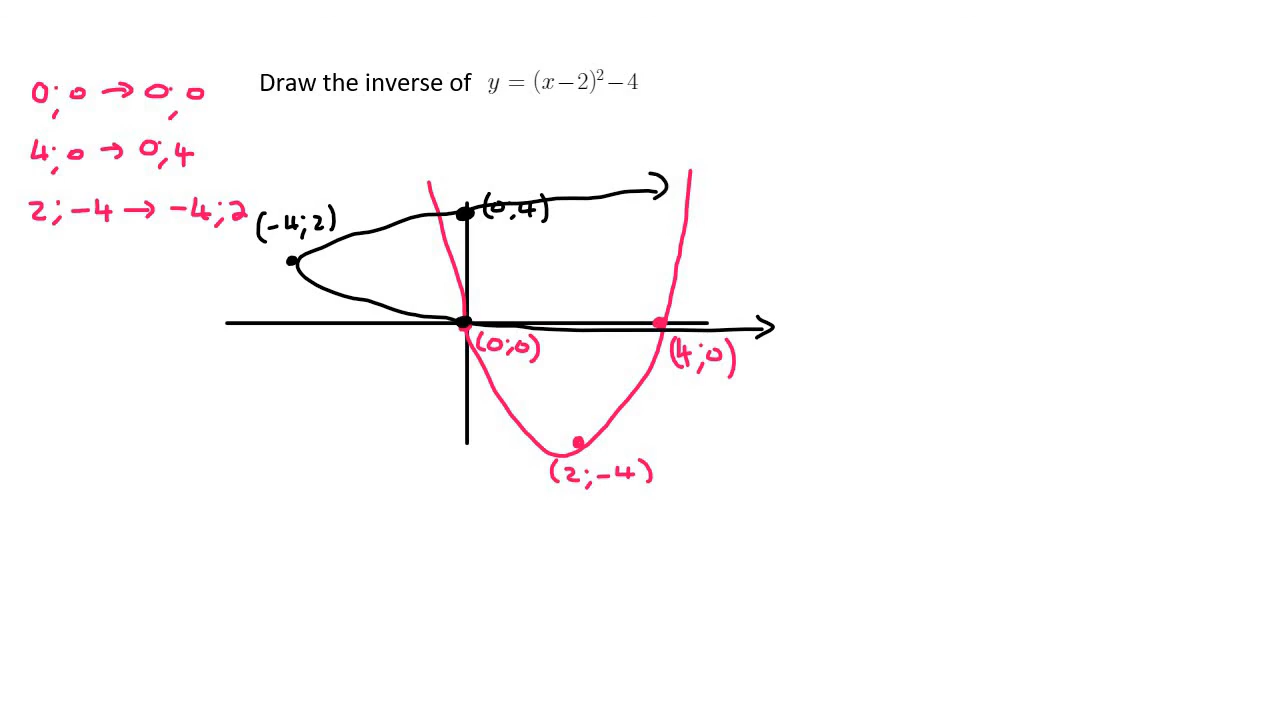 Draw the inverse of y = (x−2)² − 4
0;0 → 0;0
4;0 → 0;4
2;−4 → −4;2
(−4;2)
(0;4)
(0;0)
(4;0)
(2;−4)